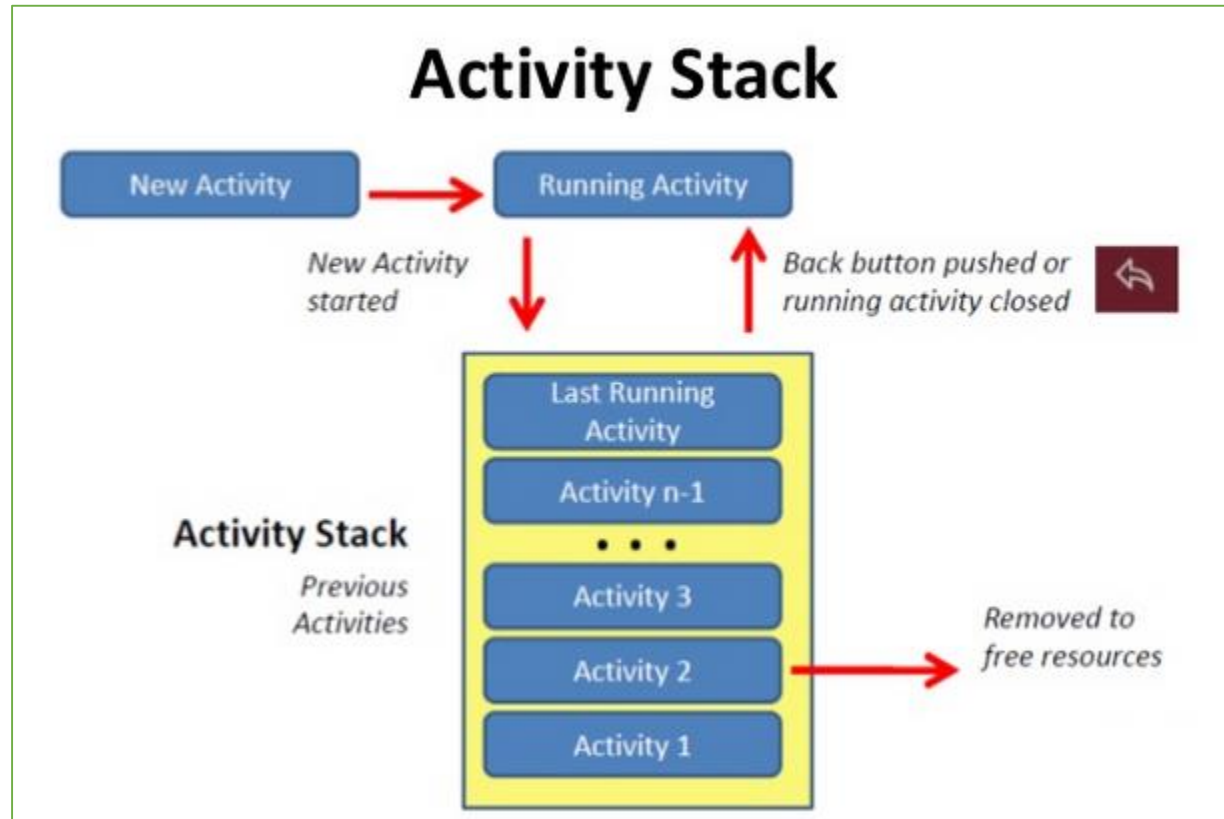 Activity Stack
New Activity
Running Activity
New Activity
started
Back button pushed or
running activity closed
Last Running
Activity
Activity n-1
• • •
Activity Stack
Previous
Activities
Activity 3
Activity 2
Activity 1
Removed to
free resources